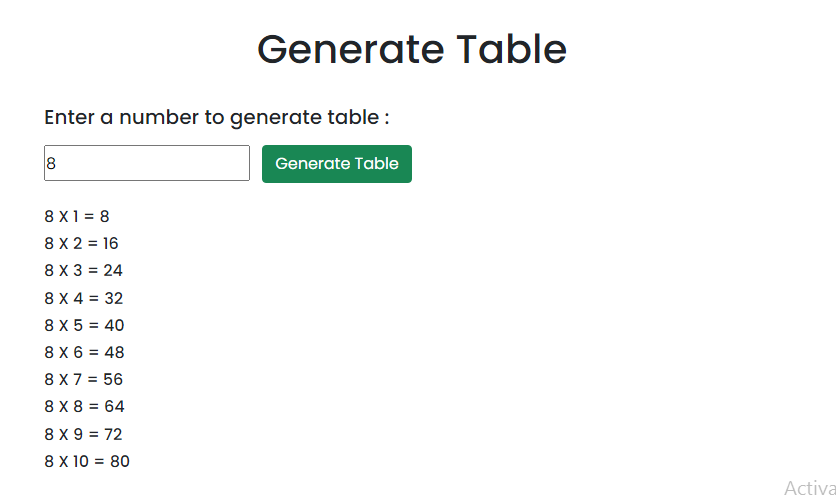 Generate Table
Enter a number to generate table :
8
Generate Table
8 X 1 = 8
8 X 2 = 16
8 X 3 = 24
8 X 4 = 32
8 X 5 = 40
8 X 6 = 48
8 X 7 = 56
8 X 8 = 64
8 X 9 = 72
8 X 10 = 80
Activa